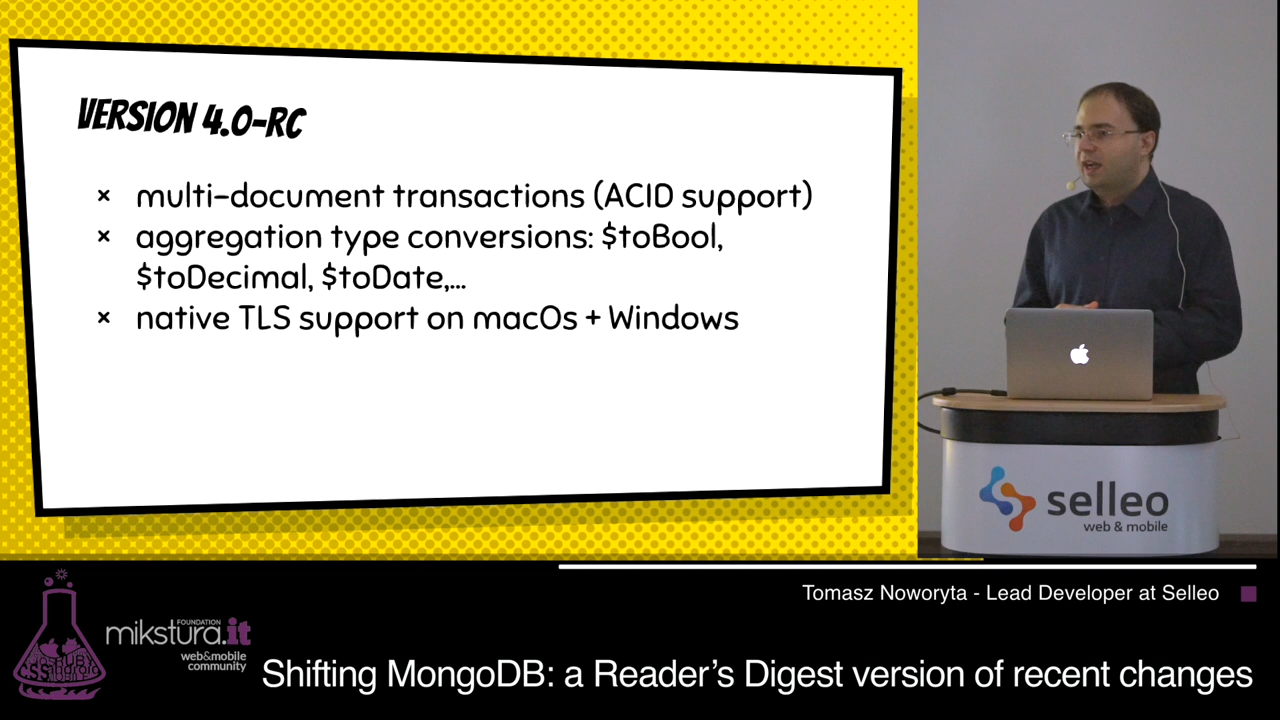 VERSION 4.0-RC
× multi-document transactions (ACID support)
× aggregation type conversions: $toBool,
$toDecimal, $toDate,...
× native TLS support on macOs + Windows
selleo
web & mobile
Tomasz Noworyta - Lead Developer at Selleo
FOUNDATION
mikstura.it
web&mobile
community
Shifting MongoDB: a Reader's Digest version of recent changes